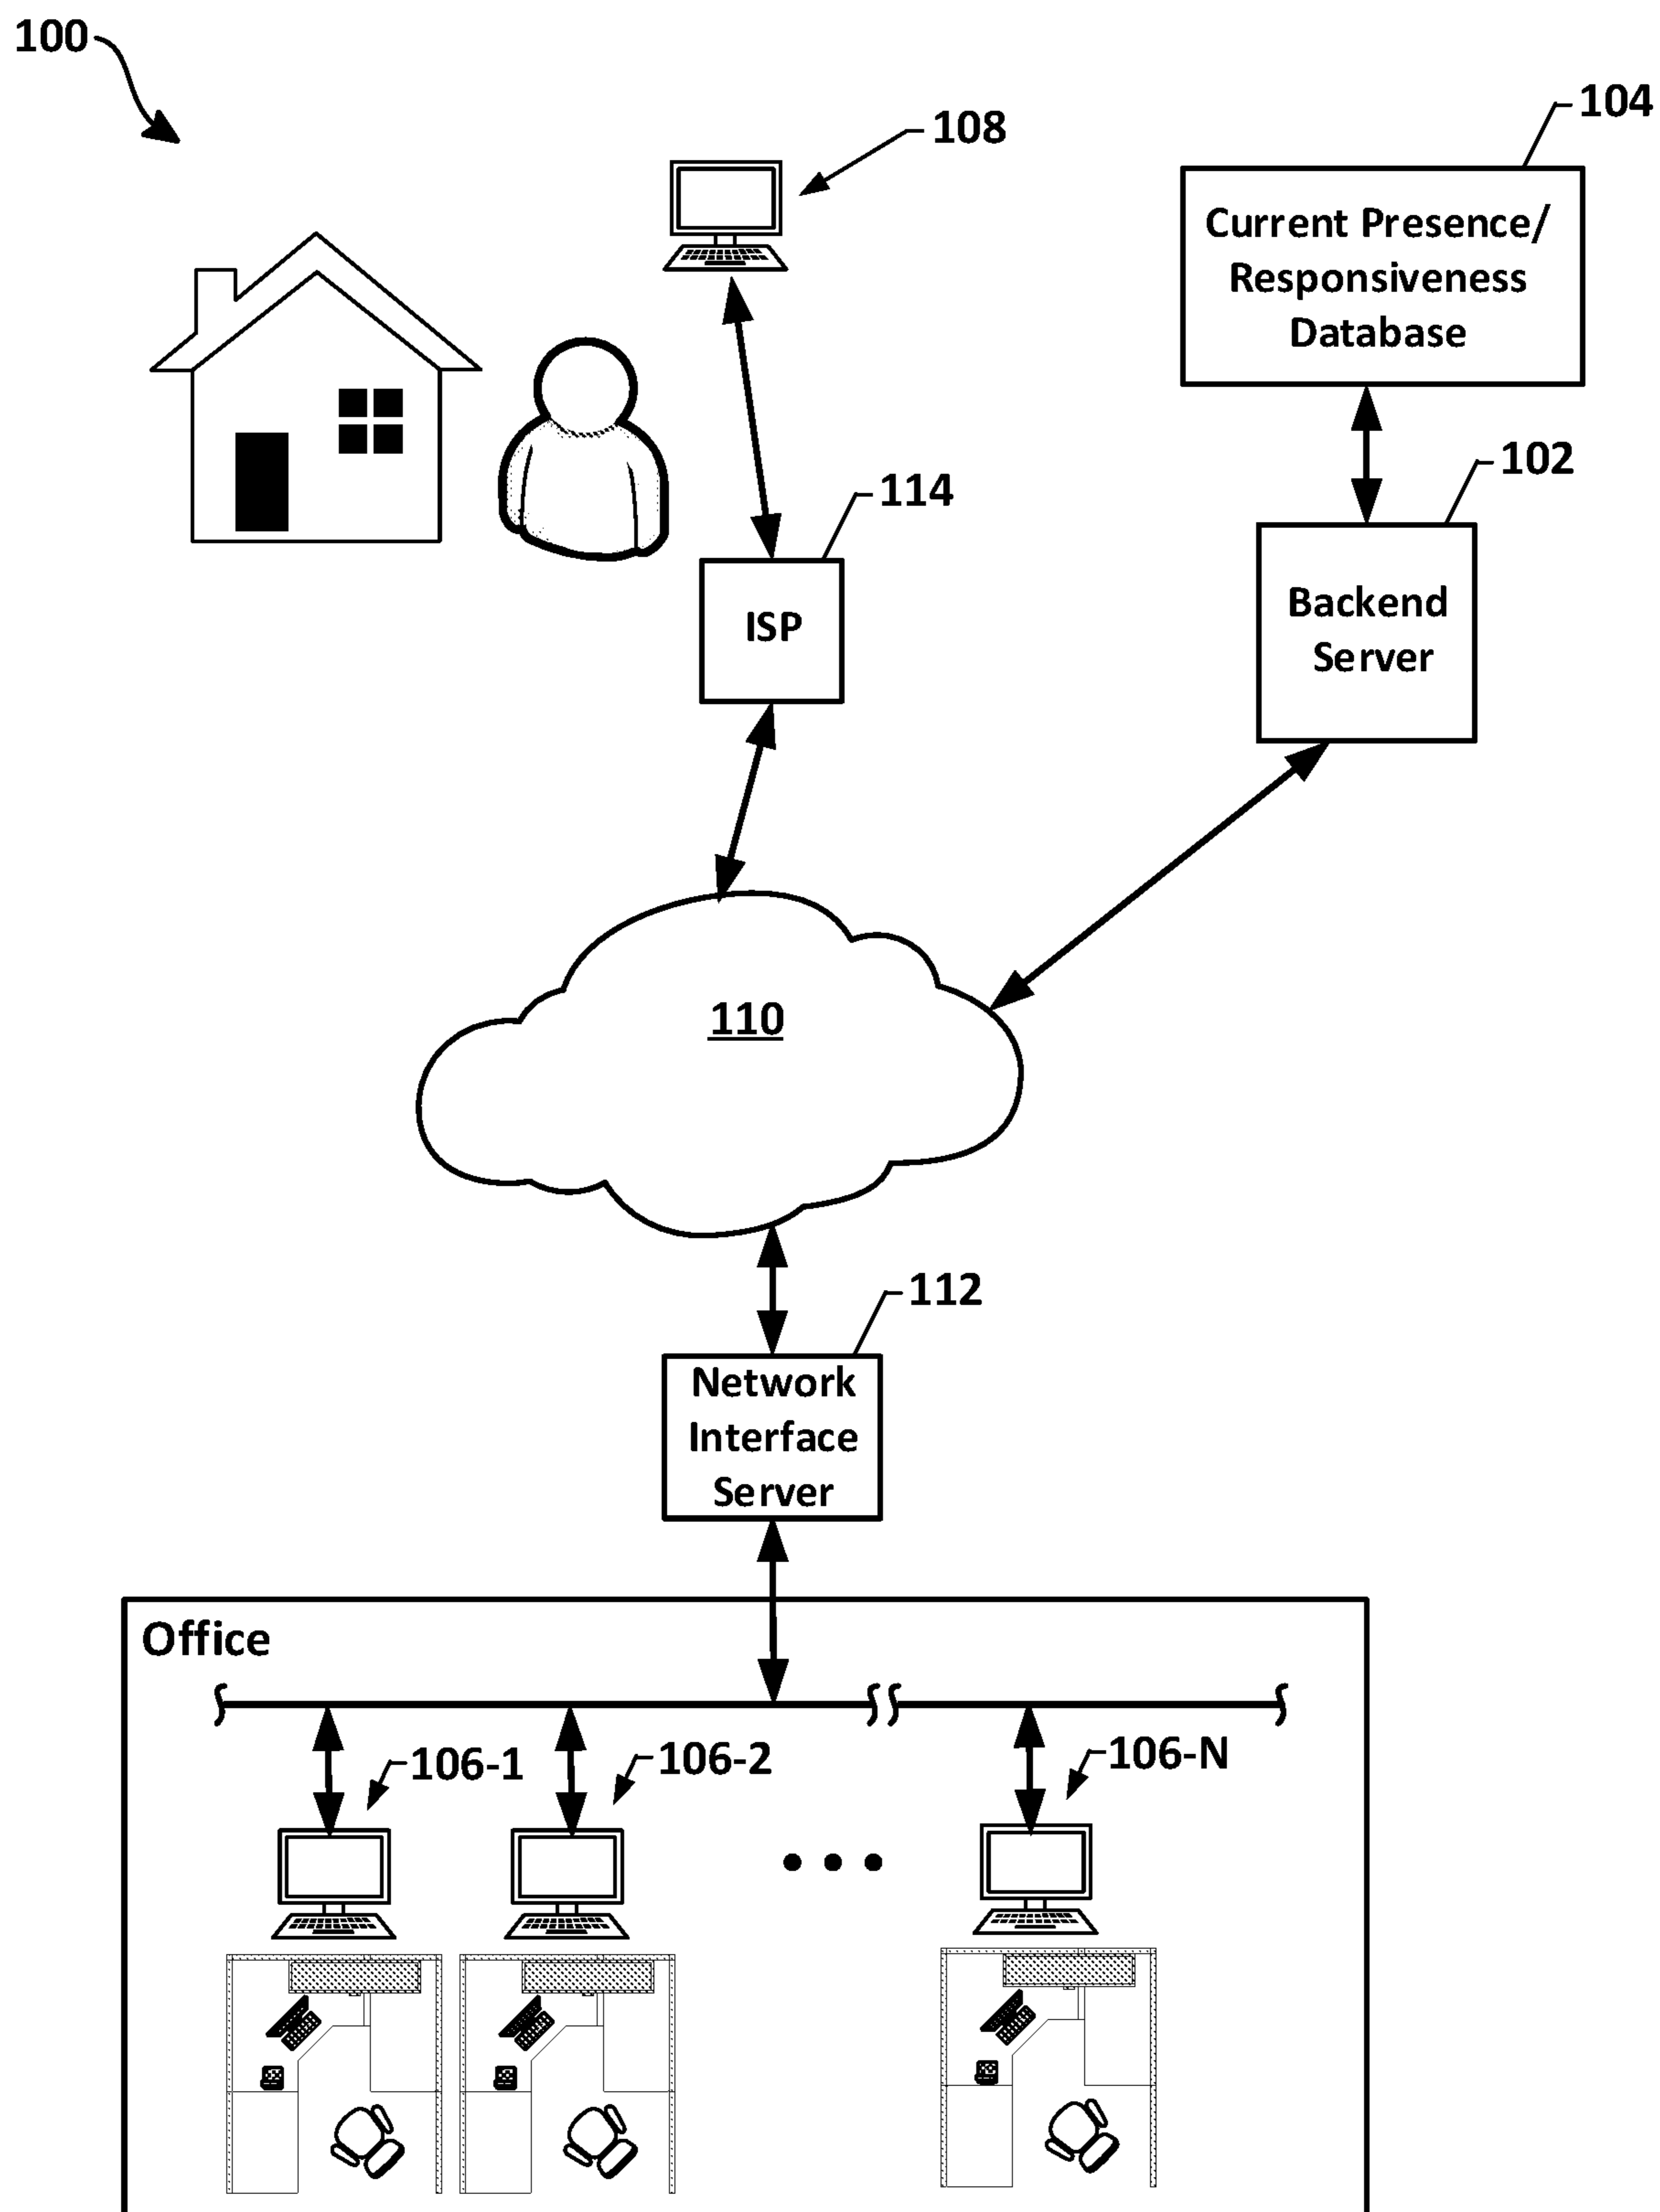 100
108
104
Current Presence/
Responsiveness
Database
102
114
Backend
Server
ISP
110
112
Network
Interface
Server
Office
106-1
106-2
106-N